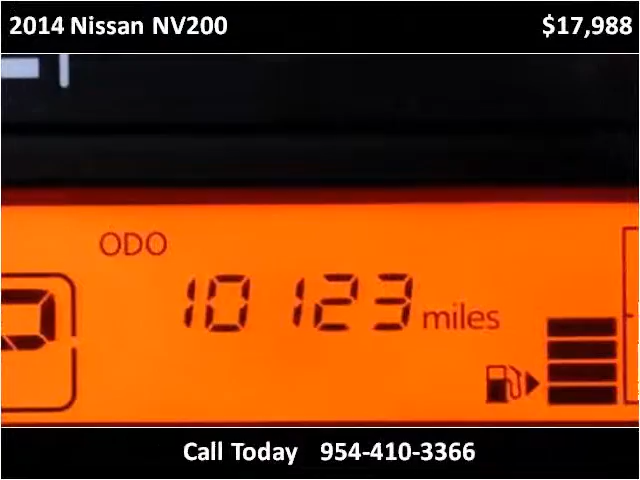 2014 Nissan NV200 $17,988
ODO
10123 miles
Call Today 954-410-3366